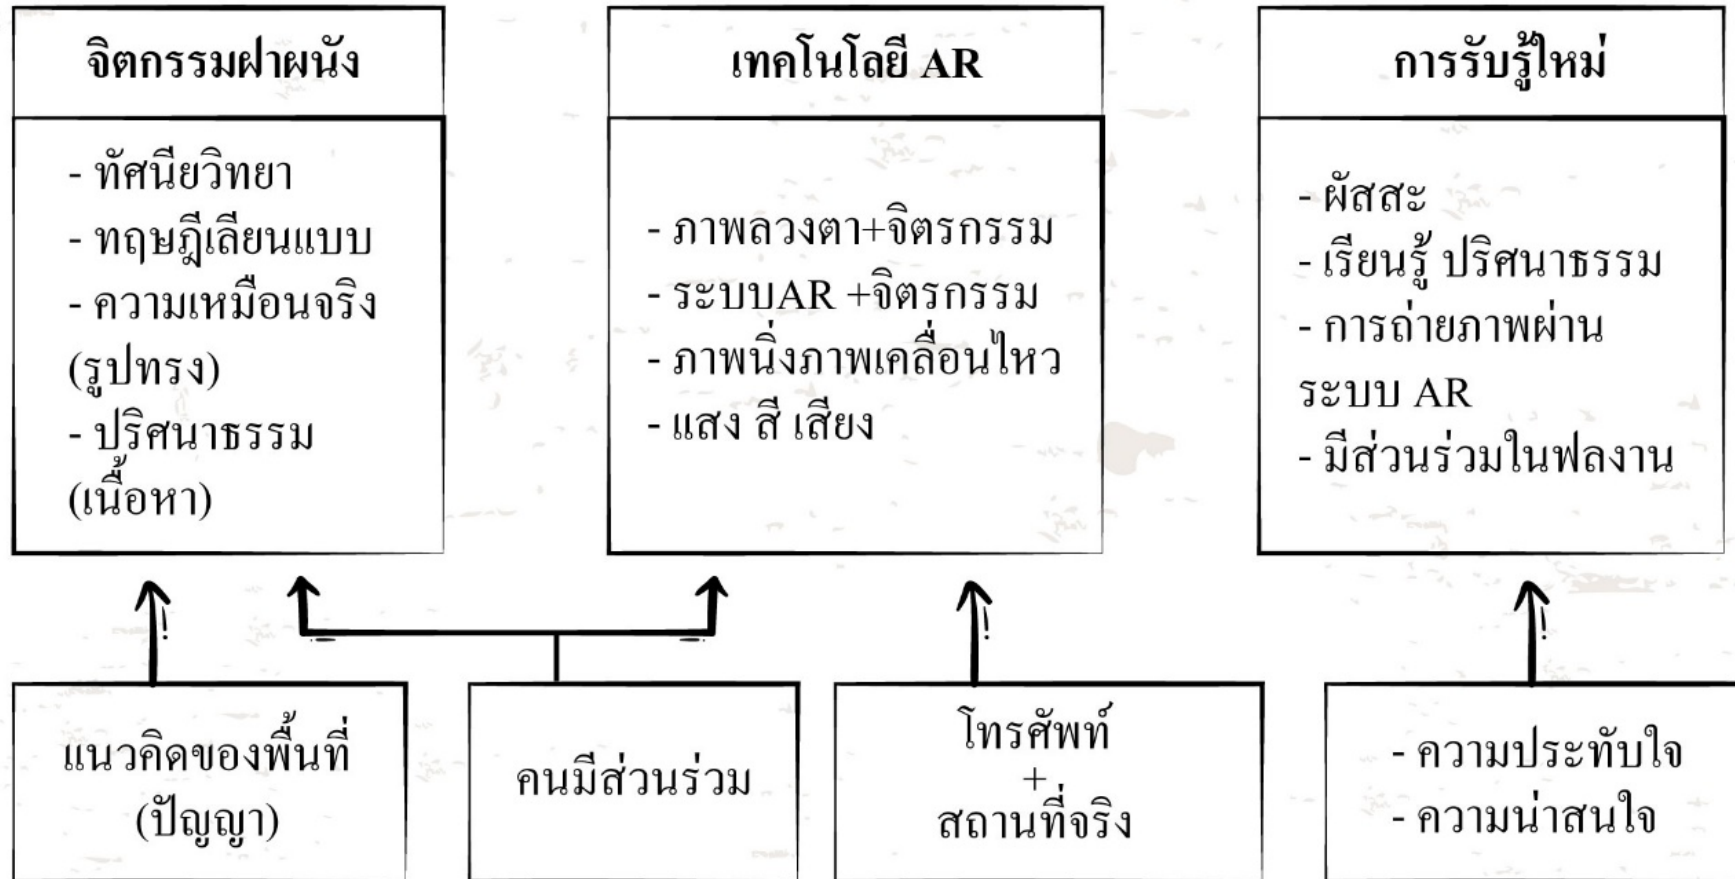 จิตกรรมฝาผนัง
- ทัศนียวิทยา
- ทฤษฎีเลียนแบบ
- ความเหมือนจริง
(รูปทรง)
- ปริศนาธรรม
(เนื้อหา)
เทคโนโลยี AR
- ภาพลวงตา+จิตรกรรม
- ระบบAR +จิตรกรรม
- ภาพนิ่งภาพเคลื่อนไหว
- แสง สี เสียง
การรับรู้ใหม่
- ผัสสะ
- เรียนรู้ ปริศนาธรรม
- การถ่ายภาพผ่าน
ระบบ AR
- มีส่วนร่วมในฟลงาน
แนวคิดของพื้นที่
(ปัญญา)
คนมีส่วนร่วม
โทรศัพท์
+
สถานที่จริง
- ความประทับใจ
- ความน่าสนใจ